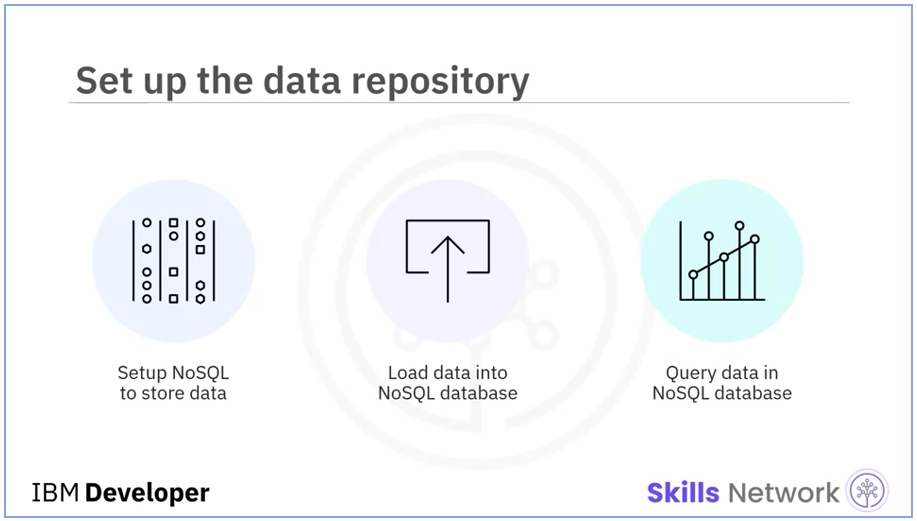 Set up the data repository
Setup NoSQL
to store data
Load data into
NoSQL database
Query data in
NoSQL database
IBM Developer
Skills Network